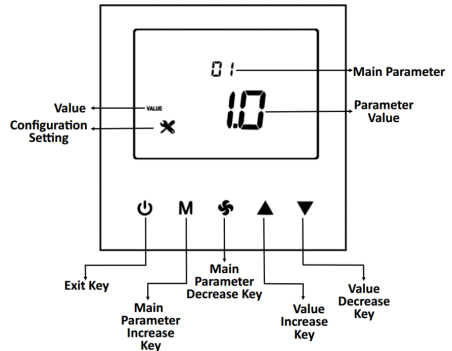 01
Main Parameter
Value
VALUE
1.0
Parameter
Value
Configuration
Setting
M
Exit Key
Main
Parameter
Increase
Key
Main
Parameter
Decrease Key
Value
Increase
Key
Value
Decrease
Key